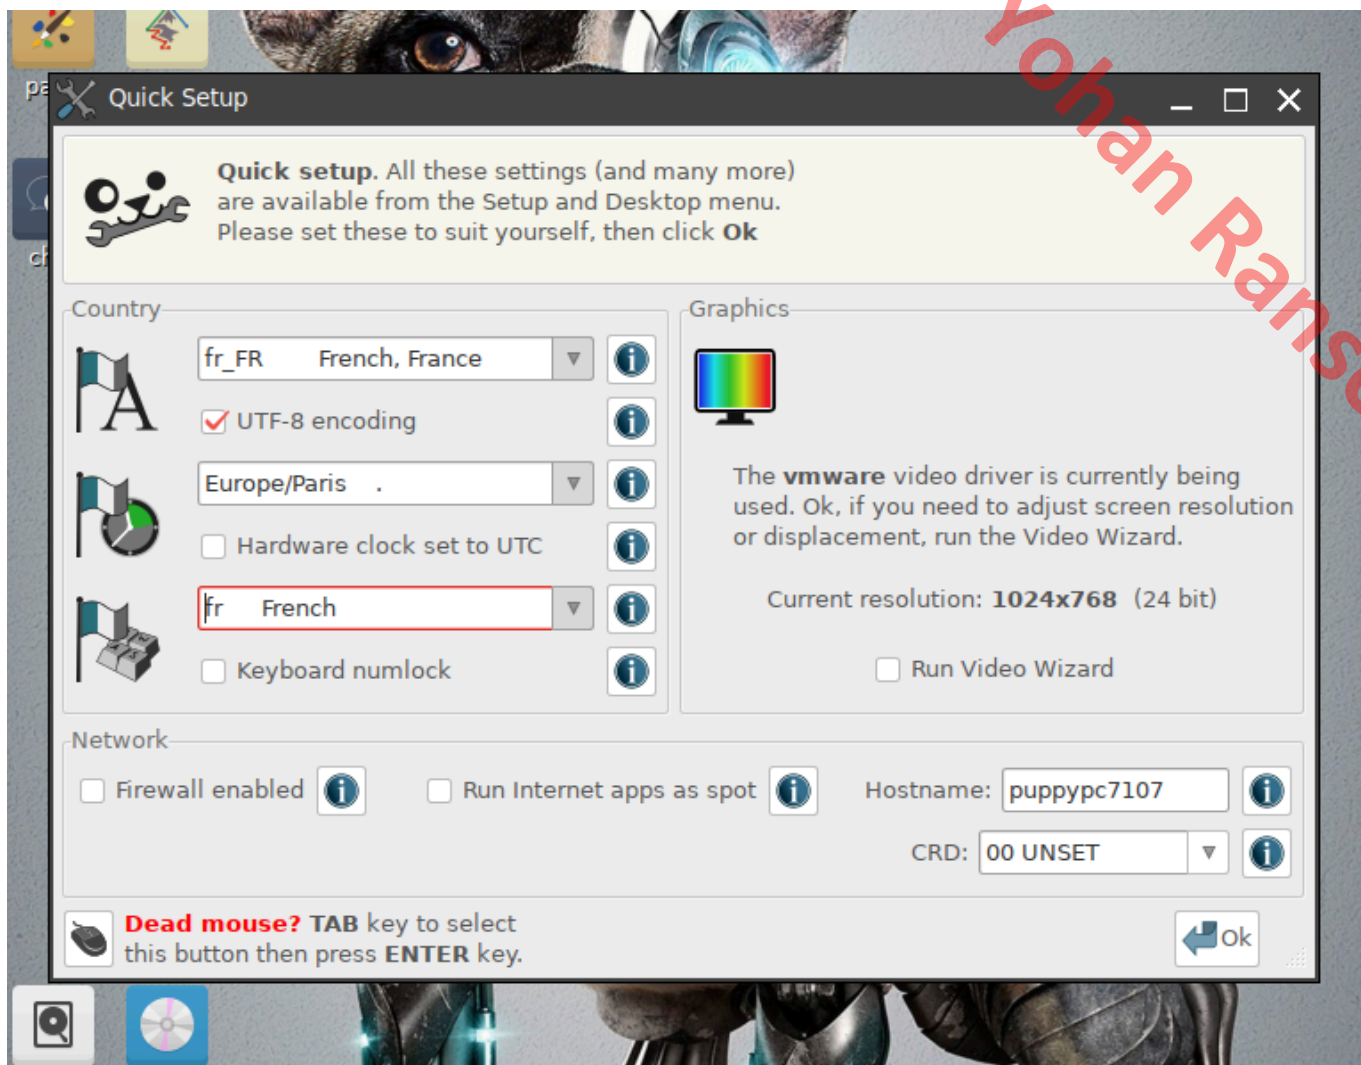 Yohan
Quick Setup
Quick setup. All these settings (and many more)
are available from the Setup and Desktop menu.
Please set these to suit yourself, then click Ok
Country
fr_FR French, France
UTF-8 encoding
Europe/Paris .
Hardware clock set to UTC
fr French
Keyboard numlock
Graphics
The vmware video driver is currently being
used. Ok, if you need to adjust screen resolution
or displacement, run the Video Wizard.
Current resolution: 1024x768 (24 bit)
Run Video Wizard
Network
Firewall enabled
Run Internet apps as spot
Hostname: puppypc7107
CRD: 00 UNSET
Dead mouse? TAB key to select
this button then press ENTER key.
Ok